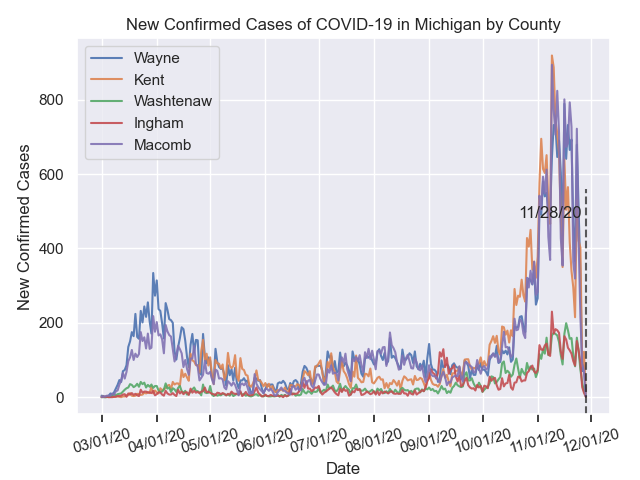 New Confirmed Cases of COVID-19 in Michigan by County
Wayne
Kent
Washtenaw
Ingham
Macomb
800
600
400
200
0
New Confirmed Cases
11/28/20
03/01/20 04/01/20 05/01/20 06/01/20 07/01/20 08/01/20 09/01/20 10/01/20 11/01/20 12/01/20
Date